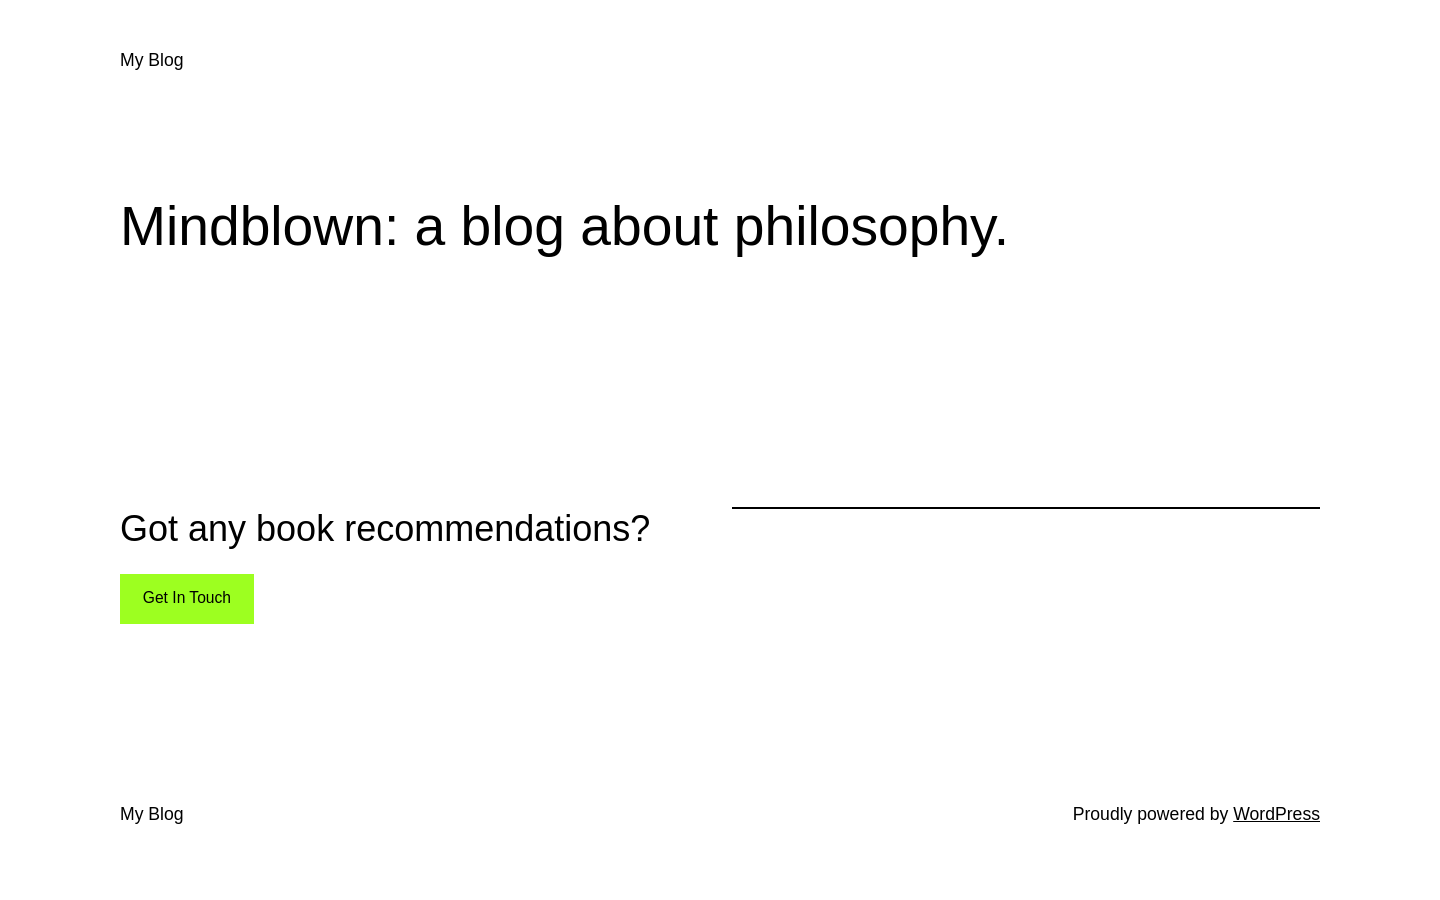 My Blog
Mindblown: a blog about philosophy.
Got any book recommendations?
Get In Touch
My Blog
Proudly powered by WordPress